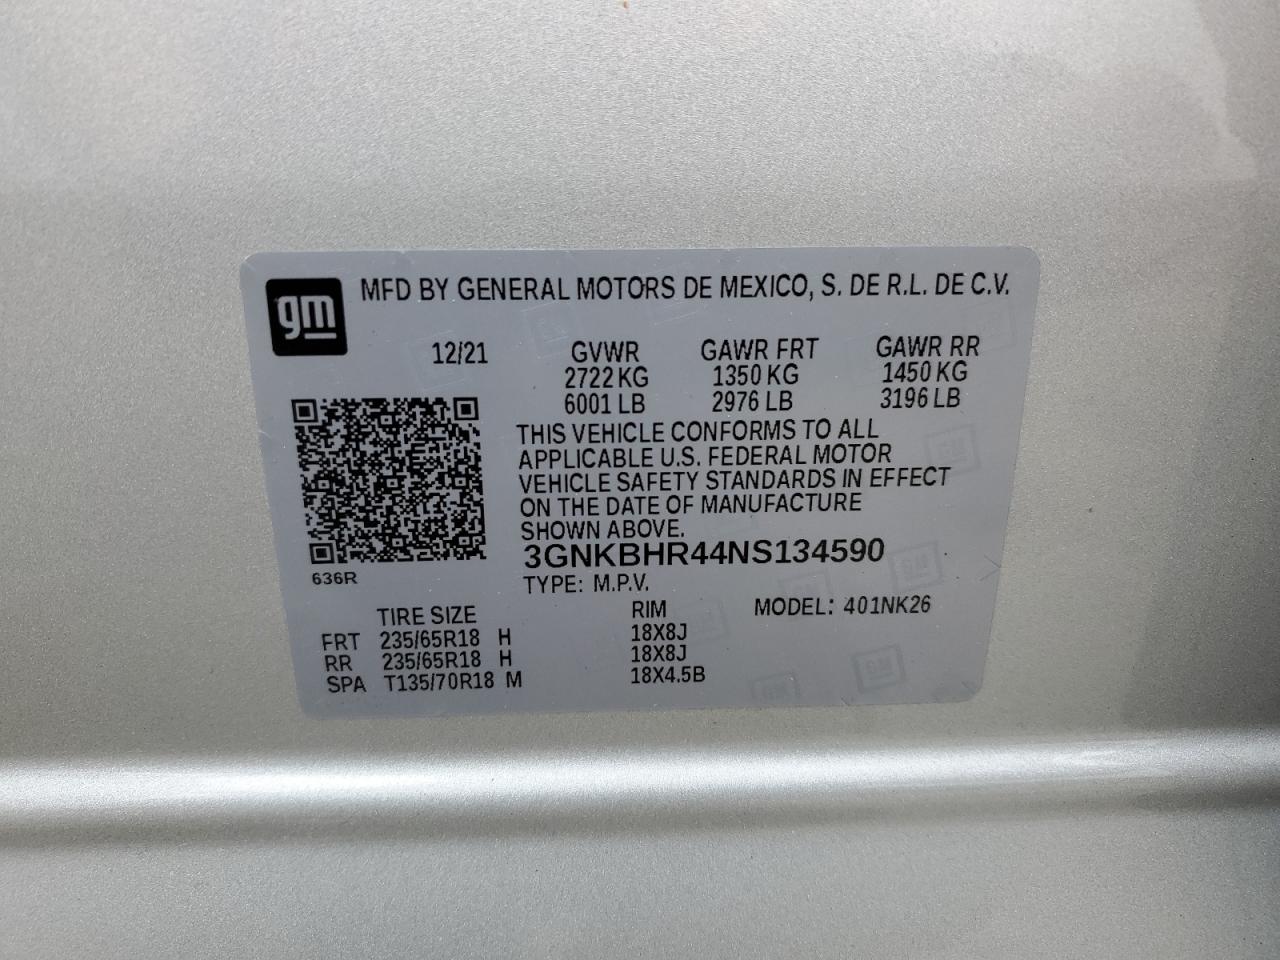 gm
MFD BY GENERAL MOTORS DE MEXICO, S. DE R.L. DE C.V.
12/21 GVWR GAWR FRT GAWR RR
2722 KG 1350 KG 1450 KG
6001 LB 2976 LB 3196 LB
THIS VEHICLE CONFORMS TO ALL
APPLICABLE U.S. FEDERAL MOTOR
VEHICLE SAFETY STANDARDS IN EFFECT
ON THE DATE OF MANUFACTURE
SHOWN ABOVE.
3GNKBHR44NS134590
636R
TYPE: M.P.V.
TIRE SIZE RIM MODEL: 401NK26
FRT 235/65R18 H 18X8J
RR 235/65R18 H 18X8J
SPA T135/70R18 M 18X4.5B